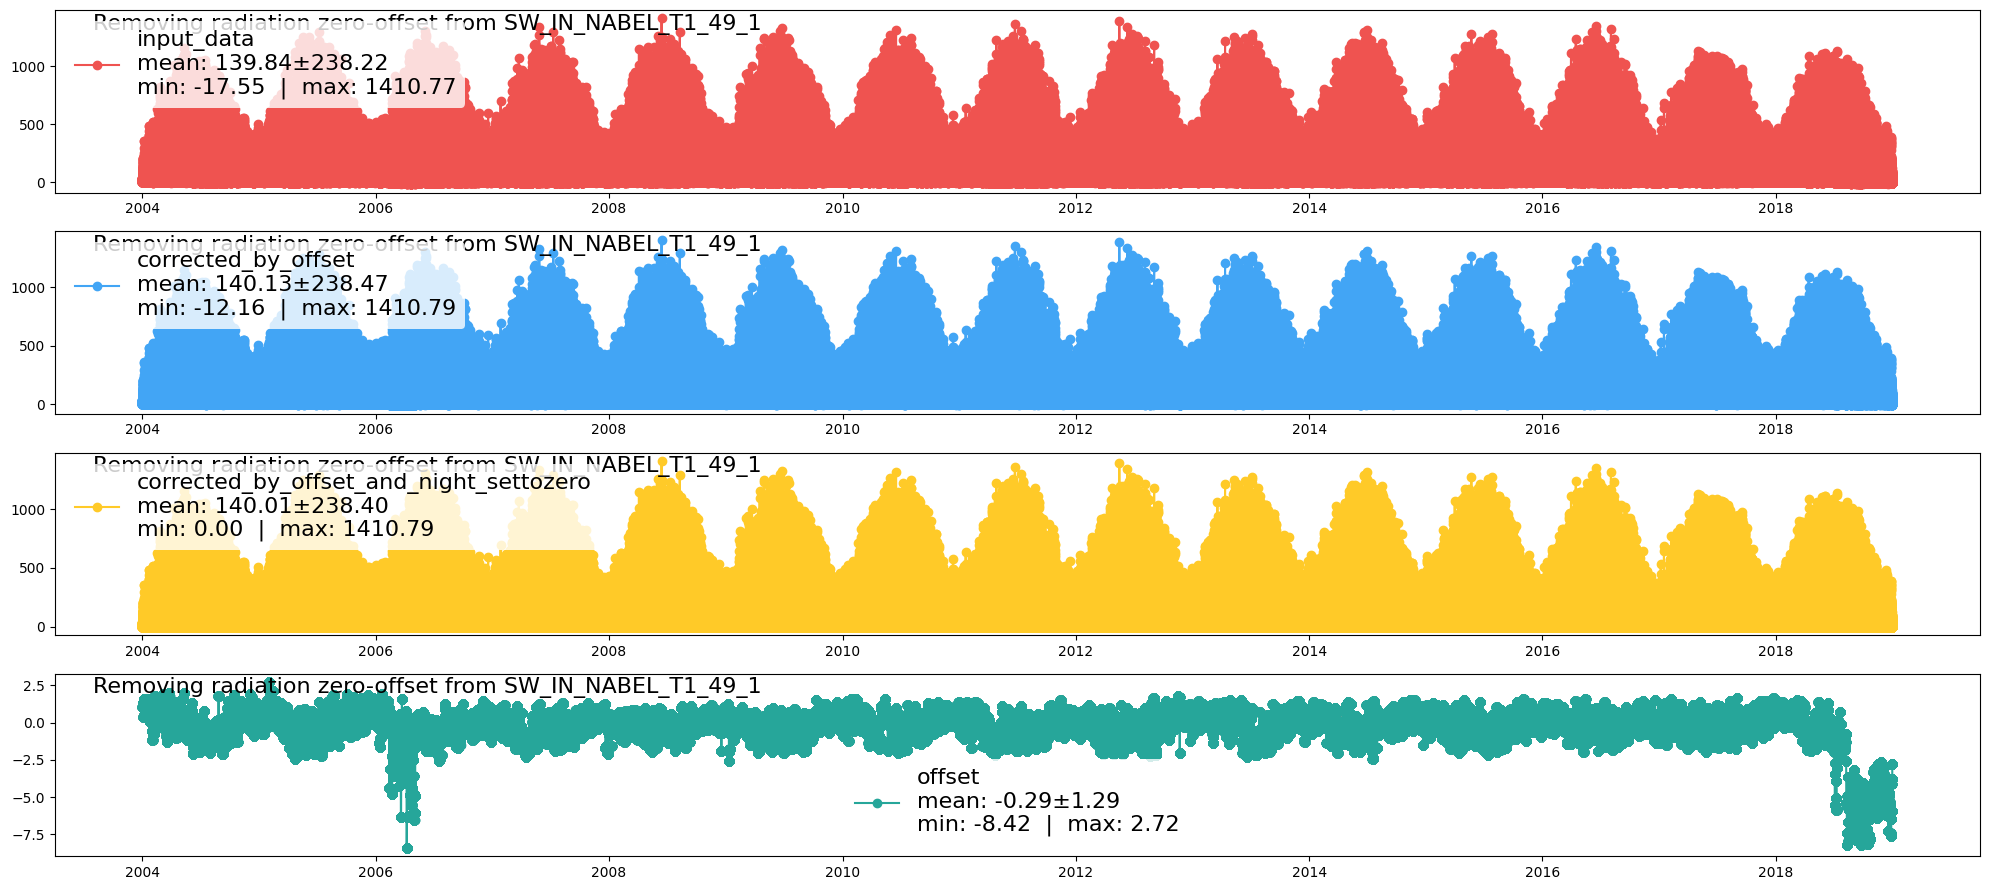 Removing radiation zero-offset from SW_IN_NABEL_T1_49_1
input_data
mean: 139.84±238.22
min: -17.55 | max: 1410.77
1000
500
0
2004 2006 2008 2010 2012 2014 2016 2018
Removing radiation zero-offset from SW_IN_NABEL_T1_49_1
corrected_by_offset
mean: 140.13±238.47
min: -12.16 | max: 1410.79
1000
500
0
2004 2006 2008 2010 2012 2014 2016 2018
Removing radiation zero-offset from SW_IN_NABEL_T1_49_1
corrected_by_offset_and_night_settozero
mean: 140.01±238.40
min: 0.00 | max: 1410.79
1000
500
0
2004 2006 2008 2010 2012 2014 2016 2018
Removing radiation zero-offset from SW_IN_NABEL_T1_49_1
2.5
0.0
−2.5
−5.0
−7.5
offset
mean: -0.29±1.29
min: -8.42 | max: 2.72
2004 2006 2008 2010 2012 2014 2016 2018